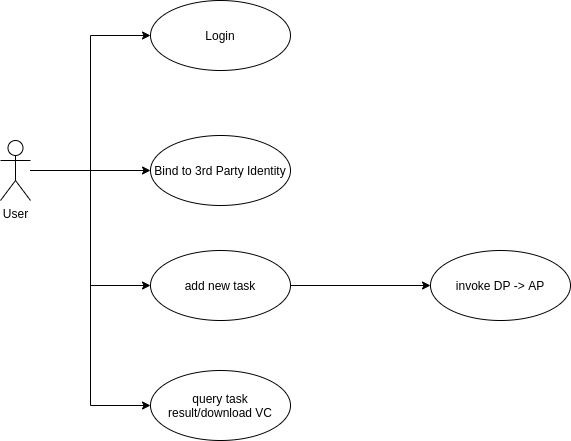 Login
Bind to 3rd Party Identity
User
add new task
invoke DP -> AP
query task
result/download VC